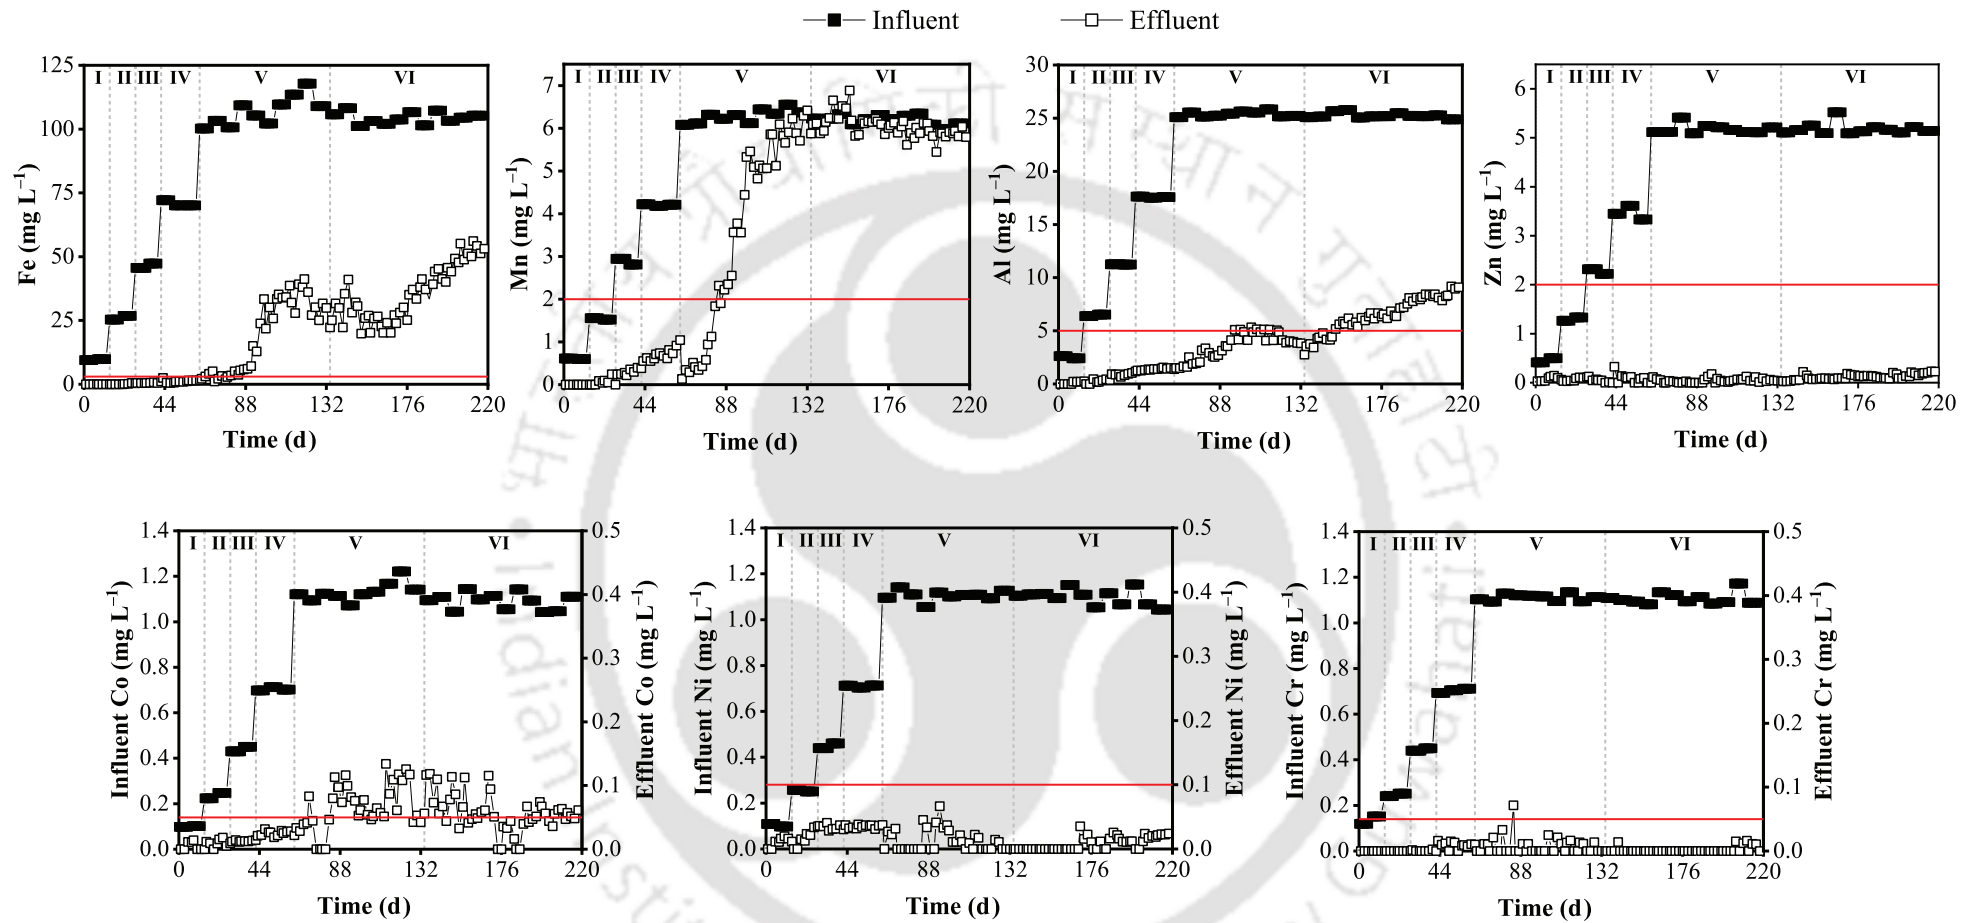 Influent Effluent
I II III IV V VI
Fe (mg L⁻¹)
125
100
75
50
25
0
0 44 88 132 176 220
Time (d)
I II III IV V VI
Mn (mg L⁻¹)
7
6
5
4
3
2
1
0
0 44 88 132 176 220
Time (d)
I II III IV V VI
Al (mg L⁻¹)
30
25
20
15
10
5
0
0 44 88 132 176 220
Time (d)
I II III IV V VI
Zn (mg L⁻¹)
6
5
4
3
2
1
0
0 44 88 132 176 220
Time (d)
I II III IV V VI
Influent Co (mg L⁻¹)
1.4
1.2
1.0
0.8
0.6
0.4
0.2
0.0
Effluent Co (mg L⁻¹)
0.5
0.4
0.3
0.2
0.1
0.0
0 44 88 132 176 220
Time (d)
I II III IV V VI
Influent Ni (mg L⁻¹)
1.4
1.2
1.0
0.8
0.6
0.4
0.2
0.0
Effluent Ni (mg L⁻¹)
0.5
0.4
0.3
0.2
0.1
0.0
0 44 88 132 176 220
Time (d)
I II III IV V VI
Influent Cr (mg L⁻¹)
1.4
1.2
1.0
0.8
0.6
0.4
0.2
0.0
Effluent Cr (mg L⁻¹)
0.5
0.4
0.3
0.2
0.1
0.0
0 44 88 132 176 220
Time (d)
Indian